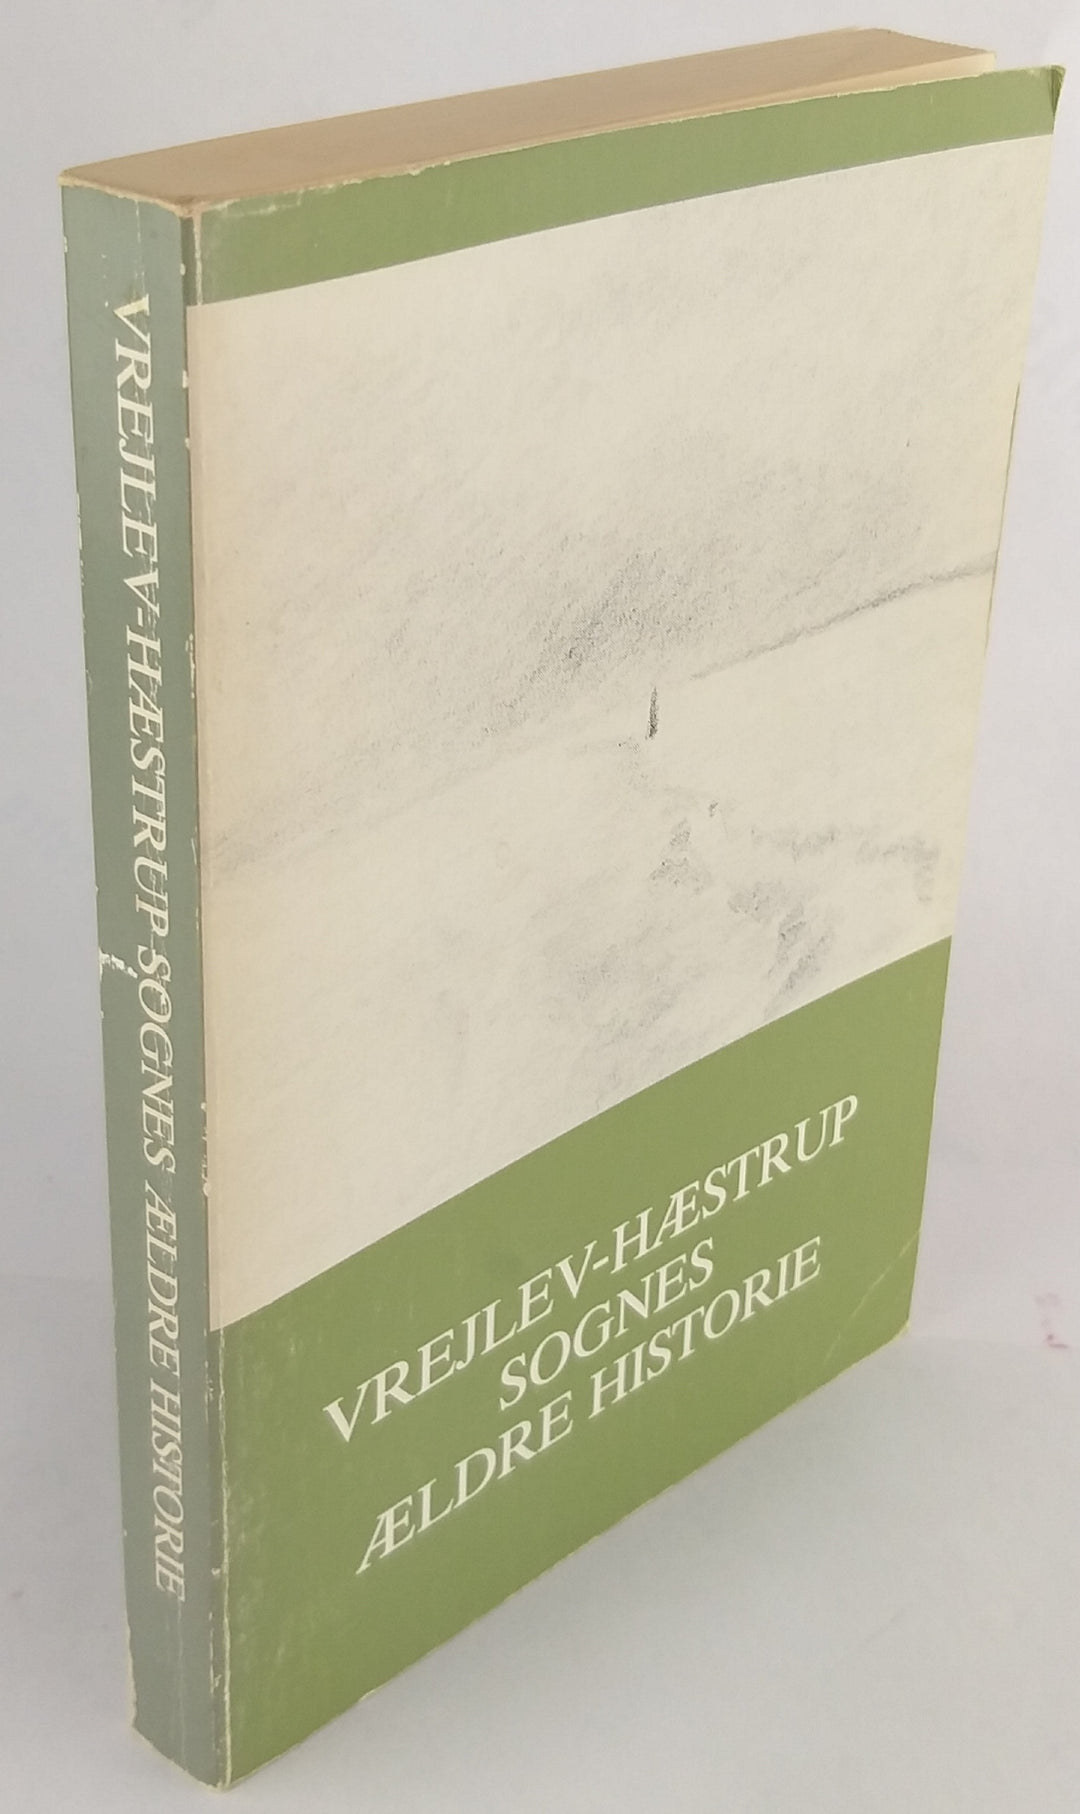 VREJLEV-HÆSTRUP SOGNES ÆLDRE HISTORIE
VREJLEV-HÆSTRUP
SOGNES
ÆLDRE HISTORIE